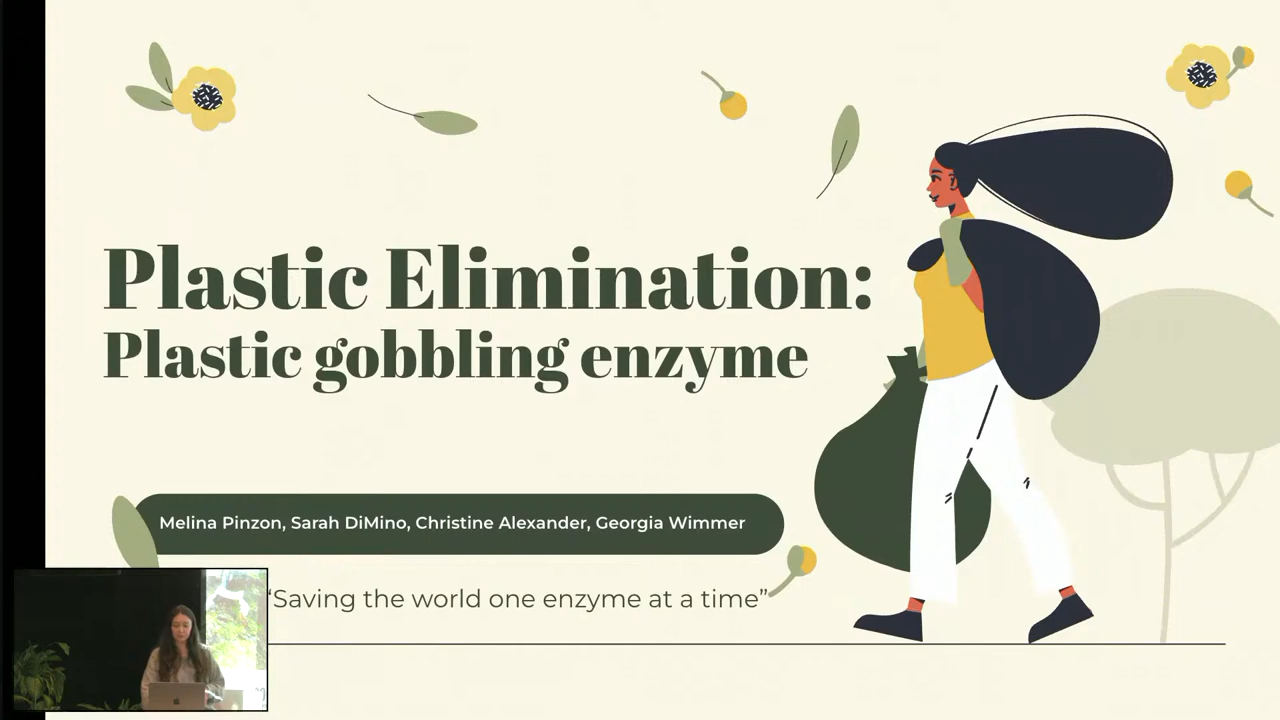 Plastic Elimination:
Plastic gobbling enzyme
Melina Pinzon, Sarah DiMino, Christine Alexander, Georgia Wimmer
“Saving the world one enzyme at a time”